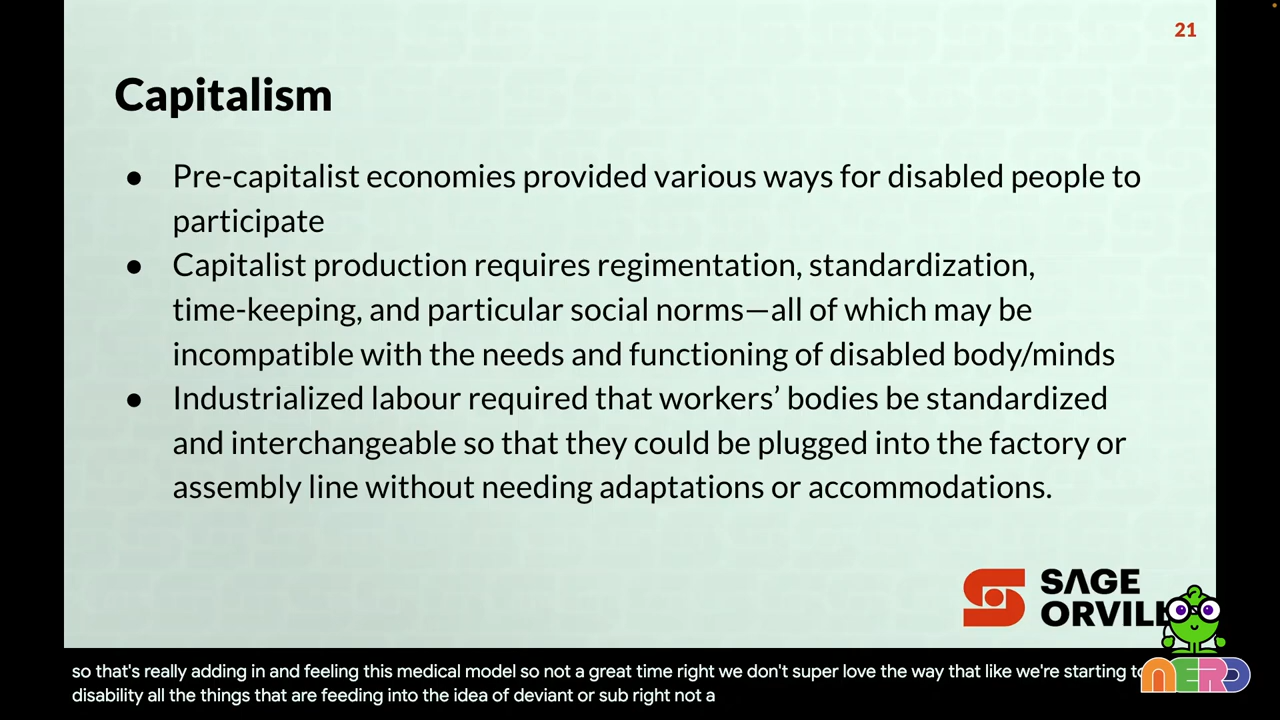 21
Capitalism
● Pre-capitalist economies provided various ways for disabled people to
participate
● Capitalist production requires regimentation, standardization,
time-keeping, and particular social norms—all of which may be
incompatible with the needs and functioning of disabled body/minds
● Industrialized labour required that workers’ bodies be standardized
and interchangeable so that they could be plugged into the factory or
assembly line without needing adaptations or accommodations.
SAGE
ORVILL
NERD
so that's really adding in and feeling this medical model so not a great time right we don't super love the way that like we're starting to
disability all the things that are feeding into the idea of deviant or sub right not a